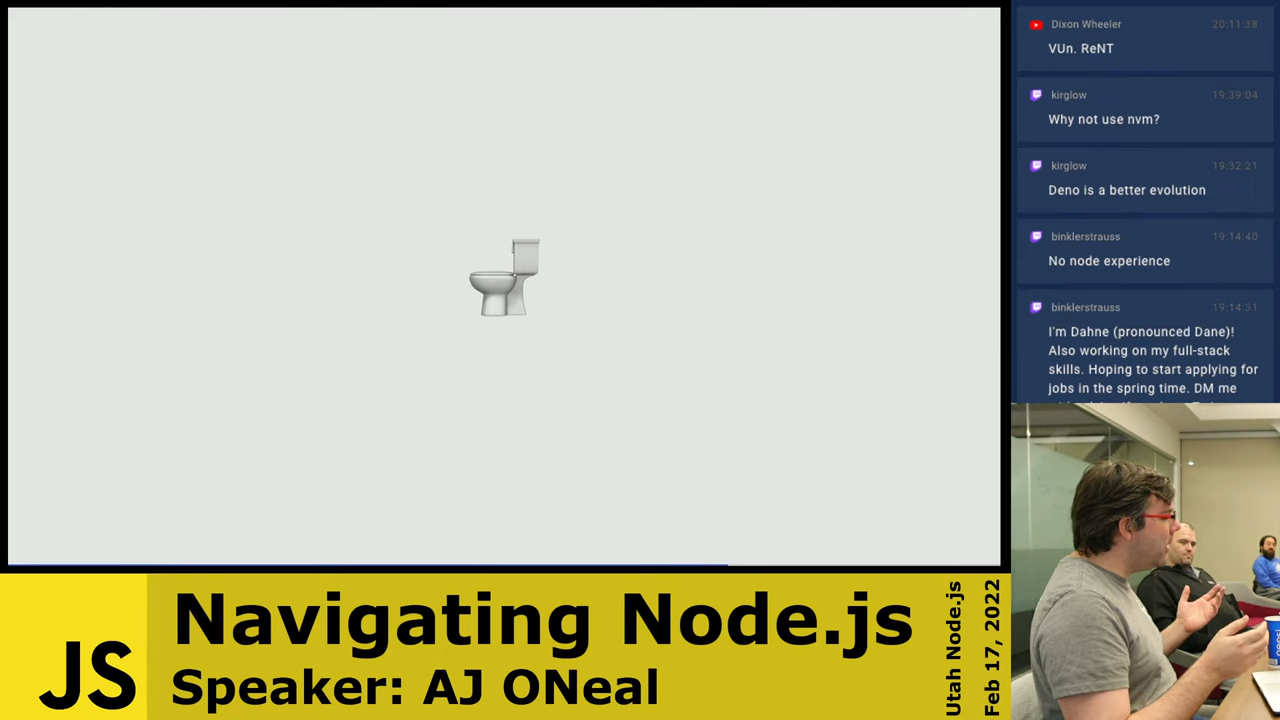 Dixon Wheeler 20:11:38
VUn. ReNT
kirglow 19:39:04
Why not use nvm?
kirglow 19:32:21
Deno is a better evolution
binklerstrauss 19:14:40
No node experience
binklerstrauss 19:14:31
I'm Dahne (pronounced Dane)!
Also working on my full-stack
skills. Hoping to start applying for
jobs in the spring time. DM me
JS
Navigating Node.js
Speaker: AJ ONeal
Utah Node.js
Feb 17, 2022